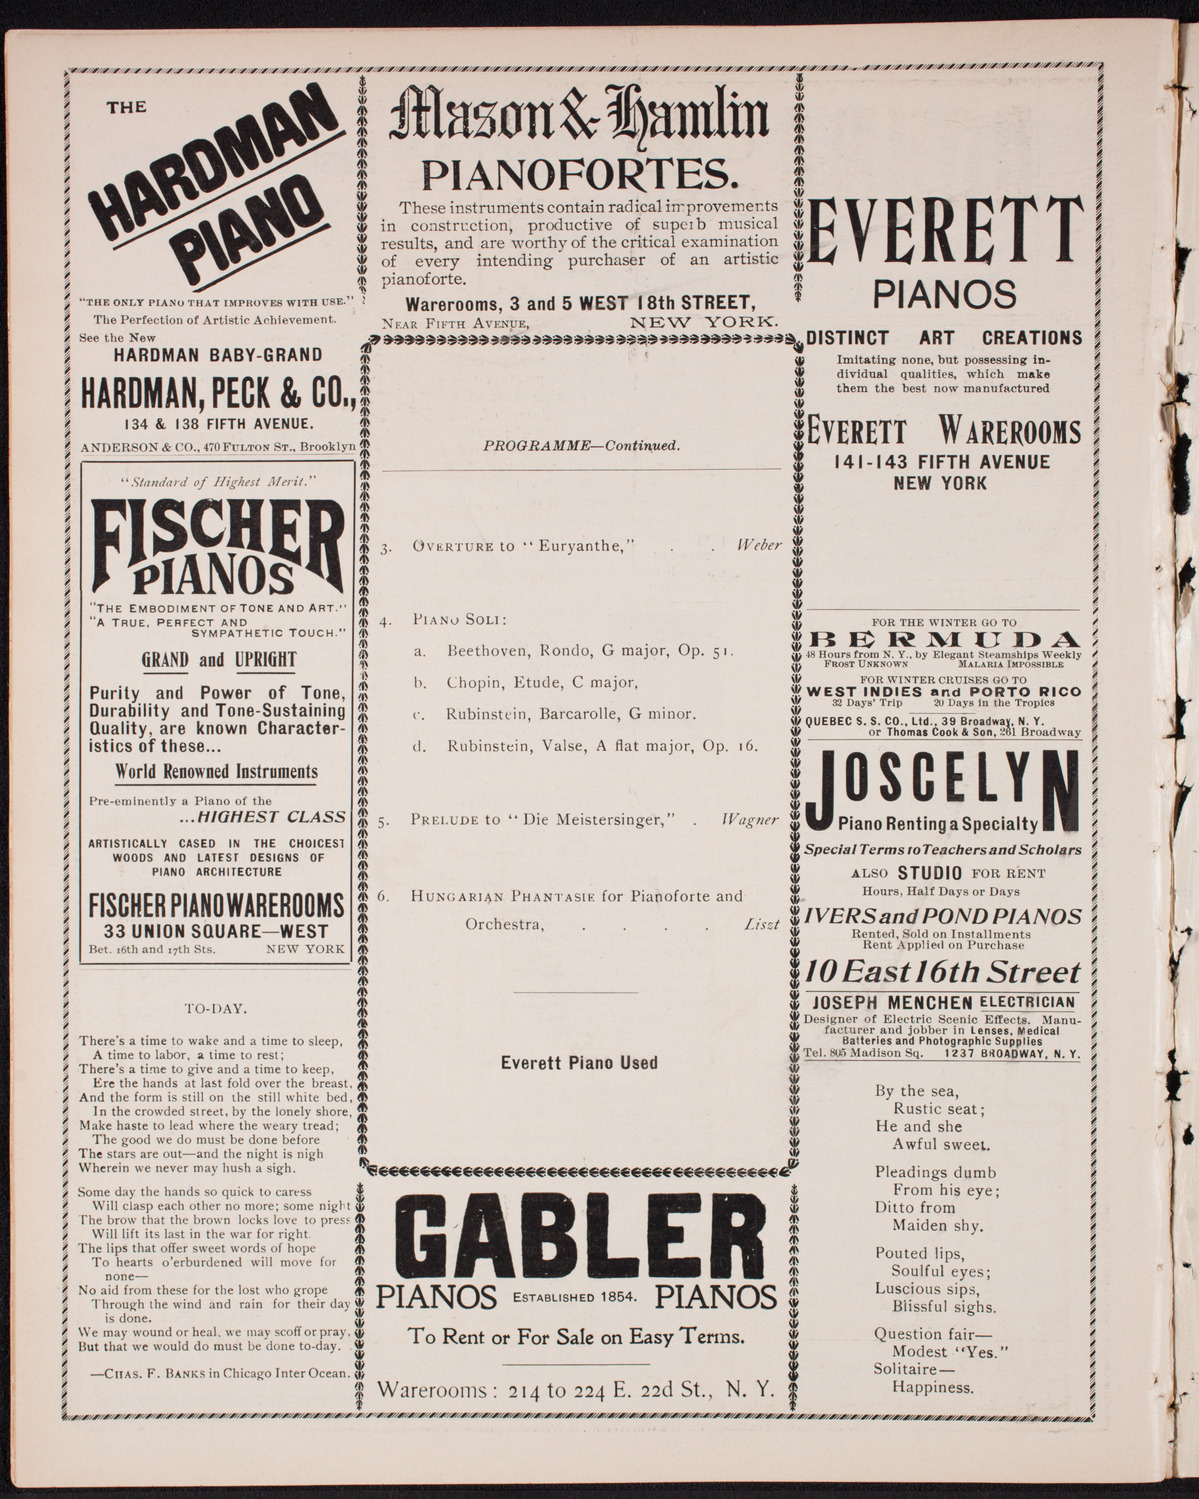 THE
HARDMAN
PIANO
"THE ONLY PIANO THAT IMPROVES WITH USE."
The Perfection of Artistic Achievement.
See the New
HARDMAN BABY-GRAND
HARDMAN, PECK & CO.,
134 & 138 FIFTH AVENUE.
ANDERSON & CO., 470 FULTON ST., Brooklyn
"Standard of Highest Merit."
FISCHER
PIANOS
"THE EMBODIMENT OF TONE AND ART."
"A TRUE, PERFECT AND
SYMPATHETIC TOUCH."
GRAND and UPRIGHT
Purity and Power of Tone,
Durability and Tone-Sustaining
Quality, are known Character-
istics of these...
World Renowned Instruments
Pre-eminently a Piano of the
...HIGHEST CLASS
ARTISTICALLY CASED IN THE CHOICEST
WOODS AND LATEST DESIGNS OF
PIANO ARCHITECTURE
FISCHER PIANO WAREROOMS
33 UNION SQUARE—WEST
Bet. 16th and 17th Sts. NEW YORK
TO-DAY.
There's a time to wake and a time to sleep,
A time to labor, a time to rest;
There's a time to give and a time to keep,
Ere the hands at last fold over the breast,
And the form is still on the still white bed,
In the crowded street, by the lonely shore,
Make haste to lead where the weary tread;
The good we do must be done before
The stars are out—and the night is nigh
Wherein we never may hush a sigh.
Some day the hands so quick to caress
Will clasp each other no more; some night
The brow that the brown locks love to press
Will lift its last in the war for right.
The lips that offer sweet words of hope
To hearts o'erburdened will move for
none—
No aid from these for the lost who grope
Through the wind and rain for their day
is done.
We may wound or heal, we may scoff or pray,
But that we would do must be done to-day.
—CHAS. F. BANKS in Chicago Inter Ocean.
Mason & Hamlin
PIANOFORTES.
These instruments contain radical improvements
in construction, productive of superb musical
results, and are worthy of the critical examination
of every intending purchaser of an artistic
pianoforte.
Warerooms, 3 and 5 WEST 18th STREET,
NEAR FIFTH AVENUE, NEW YORK.
PROGRAMME—Continued.
3. OVERTURE to "Euryanthe," . . Weber
4. PIANO SOLI:
a. Beethoven, Rondo, G major, Op. 51.
b. Chopin, Etude, C major,
c. Rubinstein, Barcarolle, G minor.
d. Rubinstein, Valse, A flat major, Op. 16.
5. PRELUDE to "Die Meistersinger," . Wagner
6. HUNGARIAN PHANTASIE for Pianoforte and
Orchestra, . . . . Liszt
Everett Piano Used
GABLER
PIANOS ESTABLISHED 1854. PIANOS
To Rent or For Sale on Easy Terms.
Warerooms: 214 to 224 E. 22d St., N. Y.
EVERETT
PIANOS
DISTINCT ART CREATIONS
Imitating none, but possessing in-
dividual qualities, which make
them the best now manufactured
EVERETT WAREROOMS
141-143 FIFTH AVENUE
NEW YORK
FOR THE WINTER GO TO
BERMUDA
48 Hours from N. Y., by Elegant Steamships Weekly
FROST UNKNOWN MALARIA IMPOSSIBLE
FOR WINTER CRUISES GO TO
WEST INDIES and PORTO RICO
32 Days' Trip 20 Days in the Tropics
QUEBEC S. S. CO., Ltd., 39 Broadway, N. Y.
or Thomas Cook & Son, 261 Broadway
JOSCELYN
Piano Renting a Specialty
Special Terms to Teachers and Scholars
ALSO STUDIO FOR RENT
Hours, Half Days or Days
IVERS and POND PIANOS
Rented, Sold on Installments
Rent Applied on Purchase
10 East 16th Street
JOSEPH MENCHEN ELECTRICIAN
Designer of Electric Scenic Effects. Manu-
facturer and jobber in Lenses, Medical
Batteries and Photographic Supplies
Tel. 805 Madison Sq. 1237 BROADWAY, N. Y.
By the sea,
Rustic seat;
He and she
Awful sweet.
Pleadings dumb
From his eye;
Ditto from
Maiden shy.
Pouted lips,
Soulful eyes;
Luscious sips,
Blissful sighs.
Question fair—
Modest "Yes."
Solitaire—
Happiness.